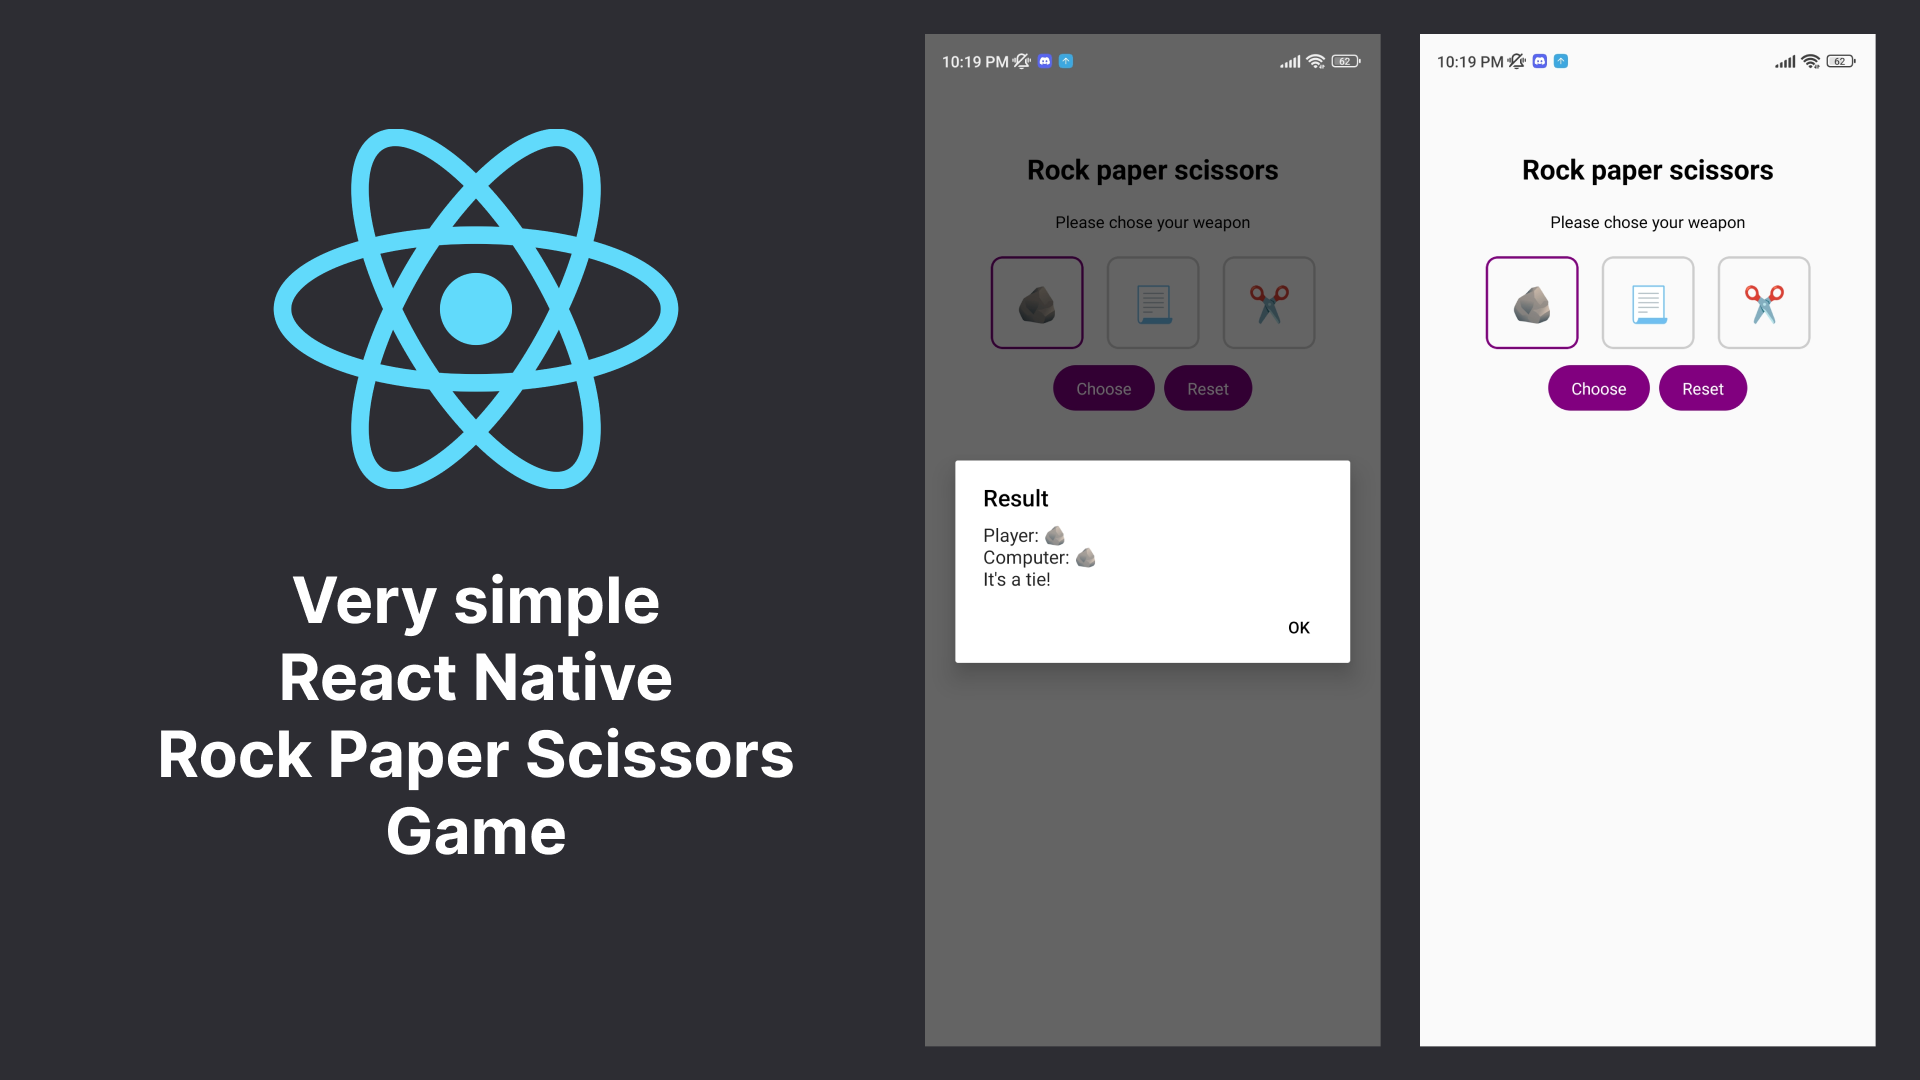 Very simple
React Native
Rock Paper Scissors
Game
10:19 PM
62
Rock paper scissors
Please chose your weapon
Choose
Reset
Result
Player:
Computer:
It's a tie!
OK
10:19 PM
62
Rock paper scissors
Please chose your weapon
Choose
Reset